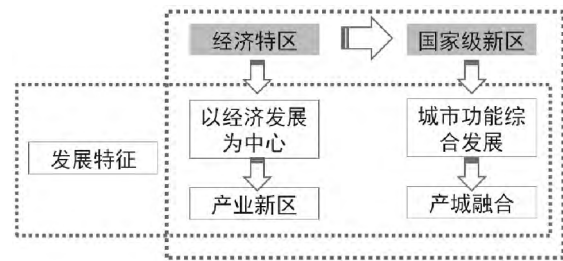 经济特区
国家级新区
以经济发展
为中心
城市功能综
合发展
发展特征
产业新区
产城融合